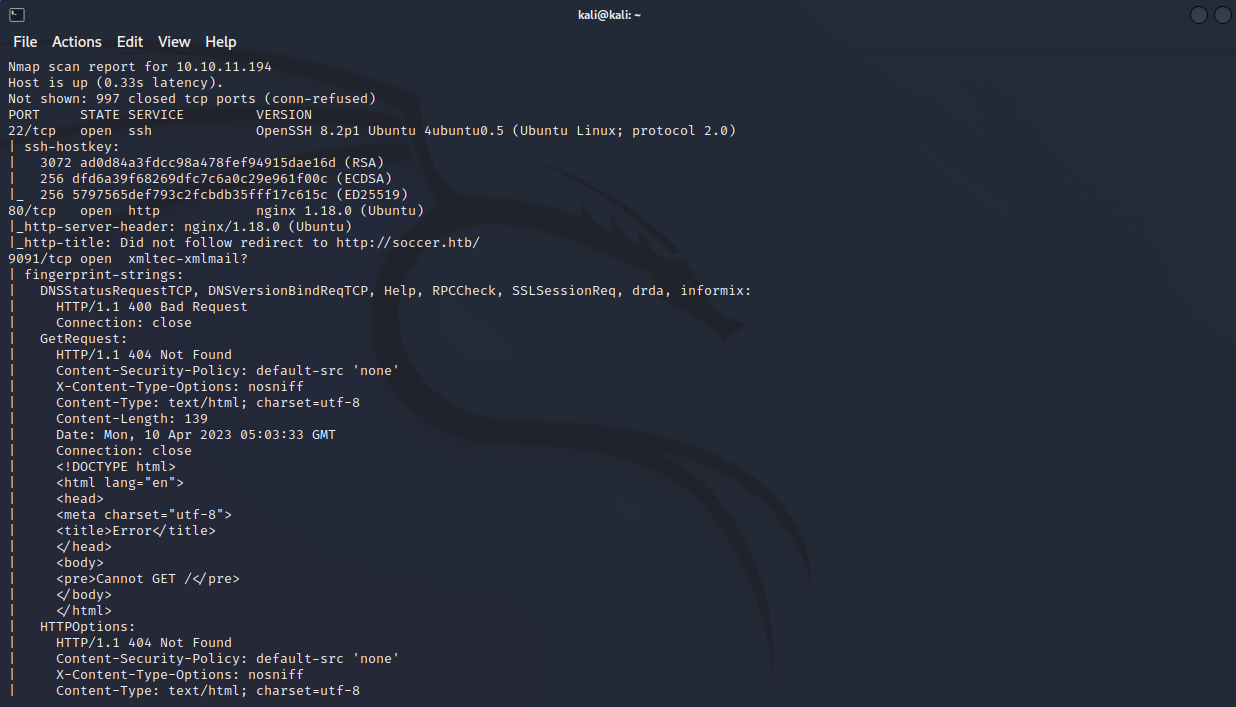 kali@kali: ~
File Actions Edit View Help
Nmap scan report for 10.10.11.194
Host is up (0.33s latency).
Not shown: 997 closed tcp ports (conn-refused)
PORT     STATE SERVICE         VERSION
22/tcp   open  ssh             OpenSSH 8.2p1 Ubuntu 4ubuntu0.5 (Ubuntu Linux; protocol 2.0)
| ssh-hostkey:
|   3072 ad0d84a3fdcc98a478fef94915dae16d (RSA)
|   256 dfd6a39f68269dfc7c6a0c29e961f00c (ECDSA)
|_  256 5797565def793c2fcbdb35fff17c615c (ED25519)
80/tcp   open  http            nginx 1.18.0 (Ubuntu)
|_http-server-header: nginx/1.18.0 (Ubuntu)
|_http-title: Did not follow redirect to http://soccer.htb/
9091/tcp open  xmltec-xmlmail?
| fingerprint-strings:
|   DNSStatusRequestTCP, DNSVersionBindReqTCP, Help, RPCCheck, SSLSessionReq, drda, informix:
|     HTTP/1.1 400 Bad Request
|     Connection: close
|   GetRequest:
|     HTTP/1.1 404 Not Found
|     Content-Security-Policy: default-src 'none'
|     X-Content-Type-Options: nosniff
|     Content-Type: text/html; charset=utf-8
|     Content-Length: 139
|     Date: Mon, 10 Apr 2023 05:03:33 GMT
|     Connection: close
|     <!DOCTYPE html>
|     <html lang="en">
|     <head>
|     <meta charset="utf-8">
|     <title>Error</title>
|     </head>
|     <body>
|     <pre>Cannot GET /</pre>
|     </body>
|     </html>
|   HTTPOptions:
|     HTTP/1.1 404 Not Found
|     Content-Security-Policy: default-src 'none'
|     X-Content-Type-Options: nosniff
|     Content-Type: text/html; charset=utf-8